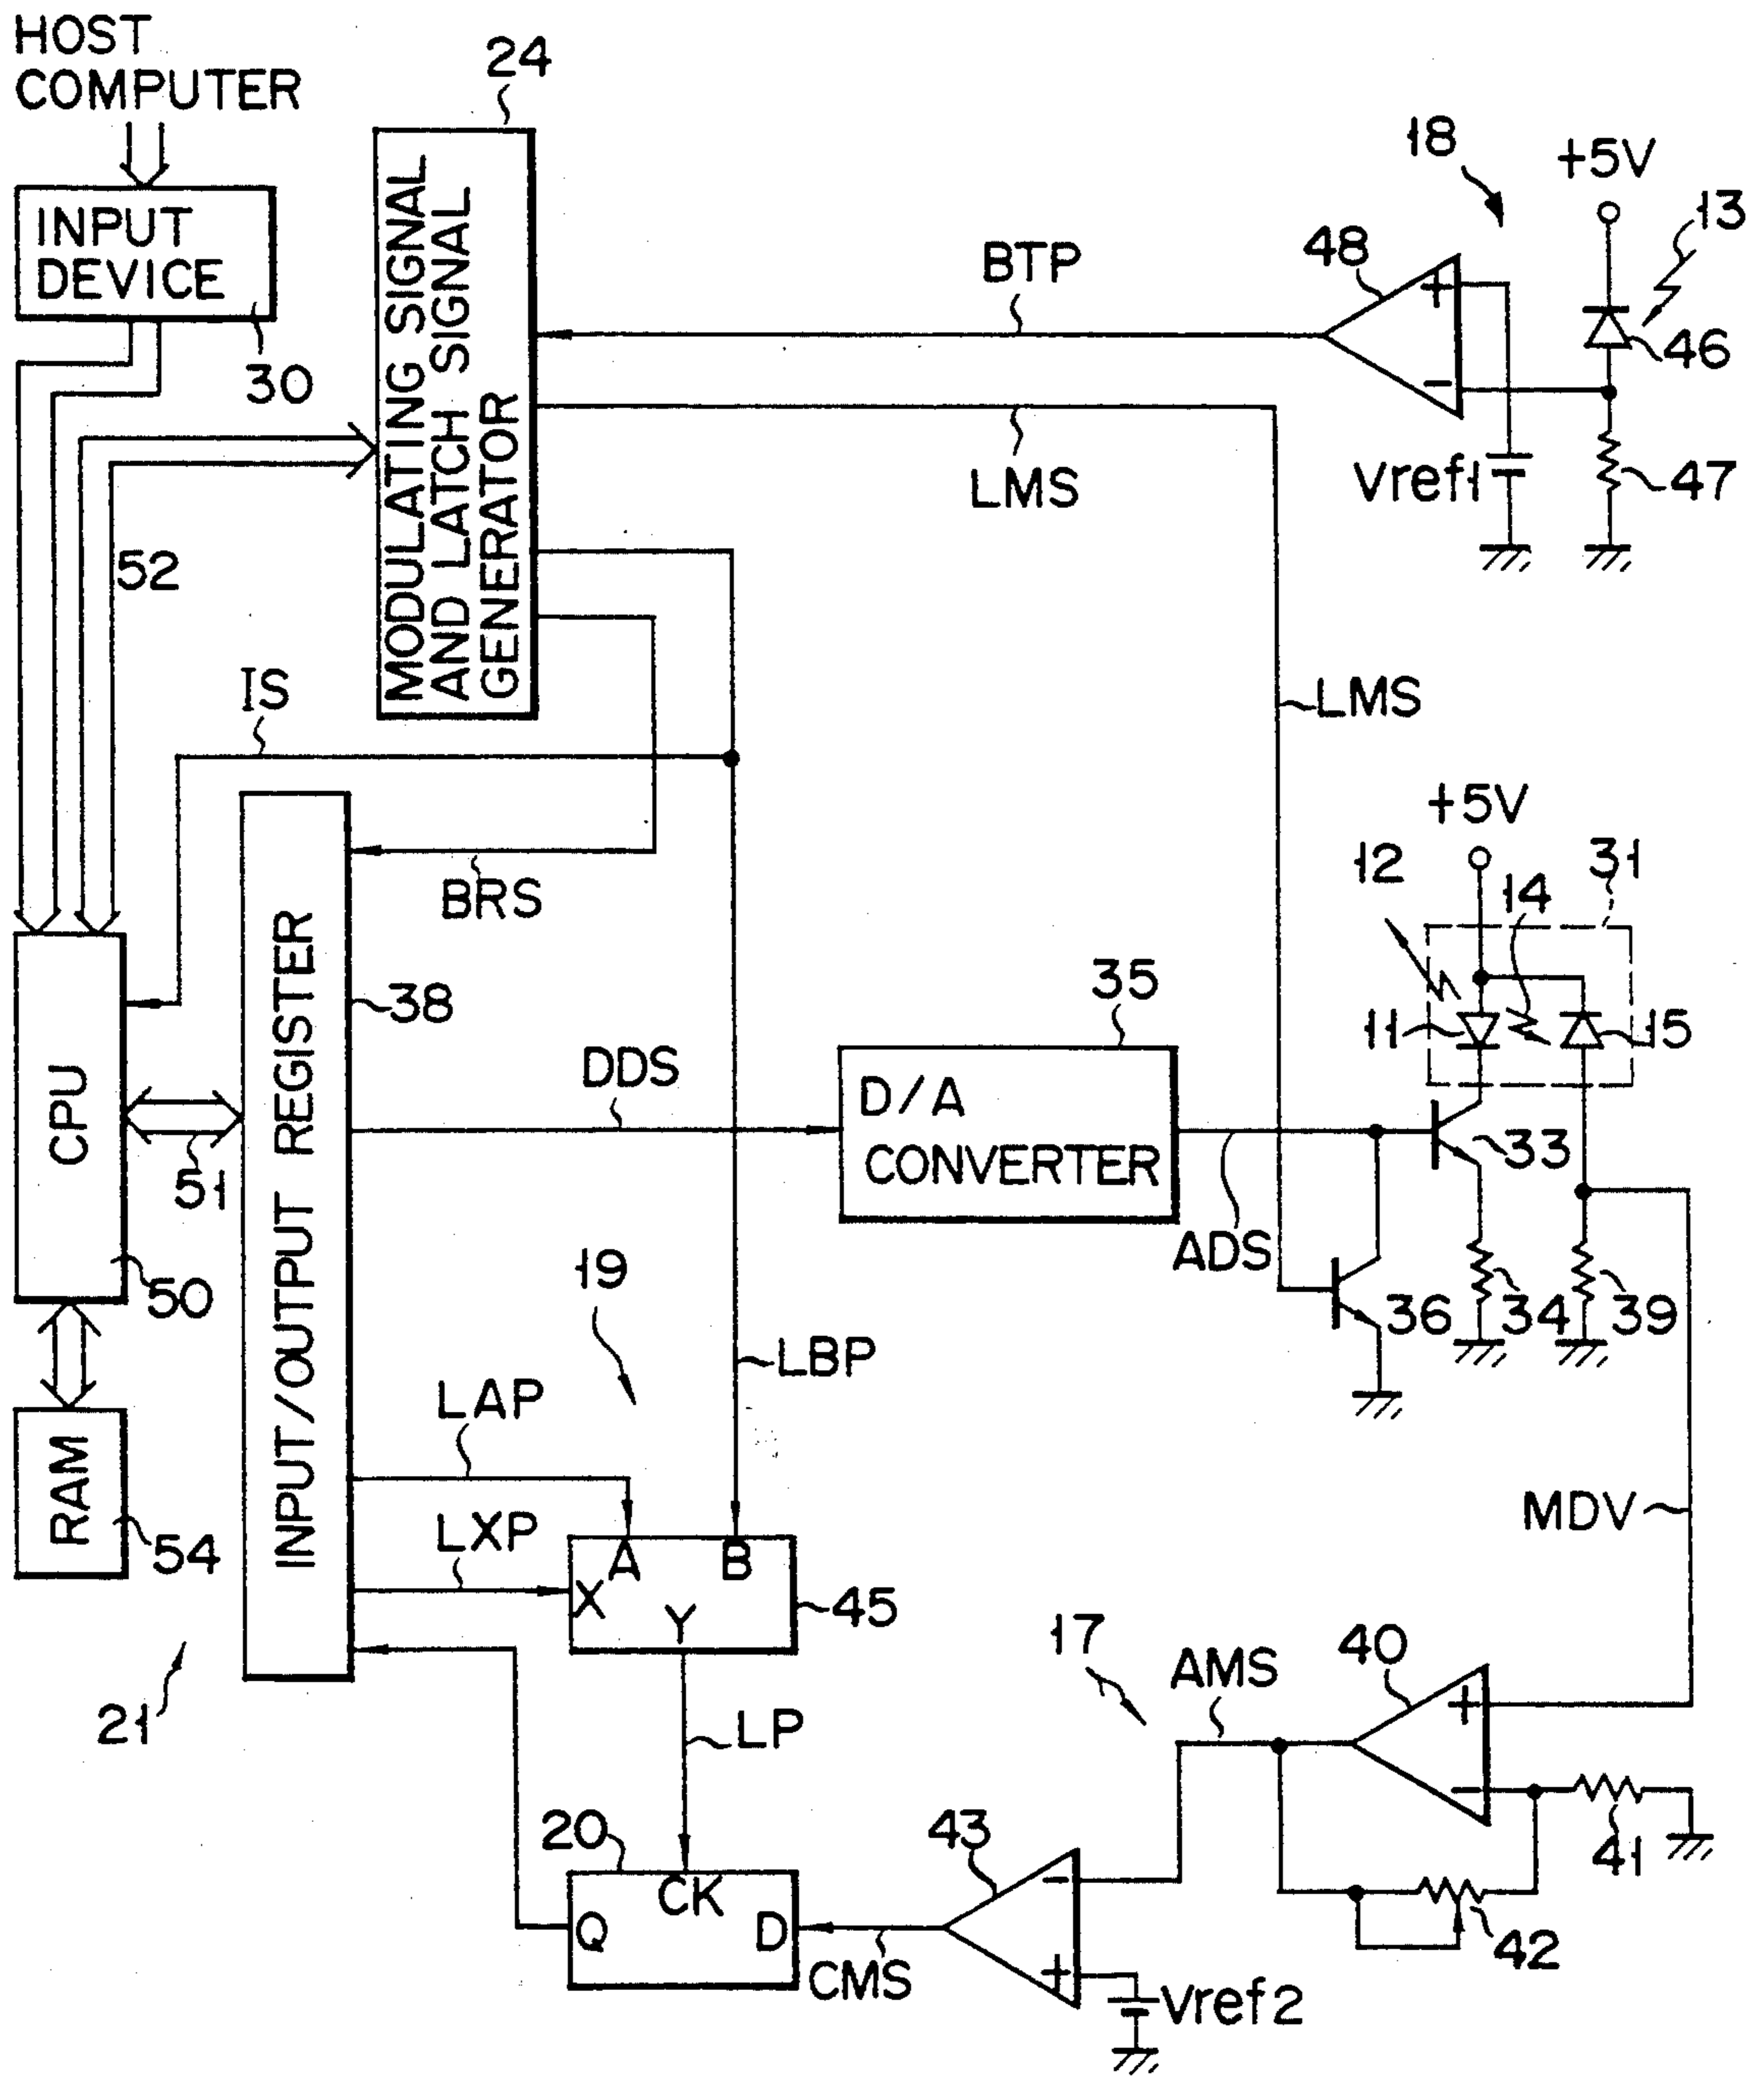 HOST
COMPUTER
24
INPUT
DEVICE
30
MODULATING SIGNAL
AND LATCH SIGNAL
GENERATOR
18
+5V
13
48
BTP
+
-
46
LMS
Vref1
47
52
IS
LMS
BRS
+5V
12
14
31
38
35
11
15
CPU
INPUT/OUTPUT REGISTER
DDS
D/A
CONVERTER
33
51
ADS
50
19
36
34
39
LBP
LAP
RAM
54
LXP
MDV
A
B
X
Y
45
17
AMS
40
+
-
21
LP
41
20
43
CK
Q
D
-
+
CMS
42
Vref2